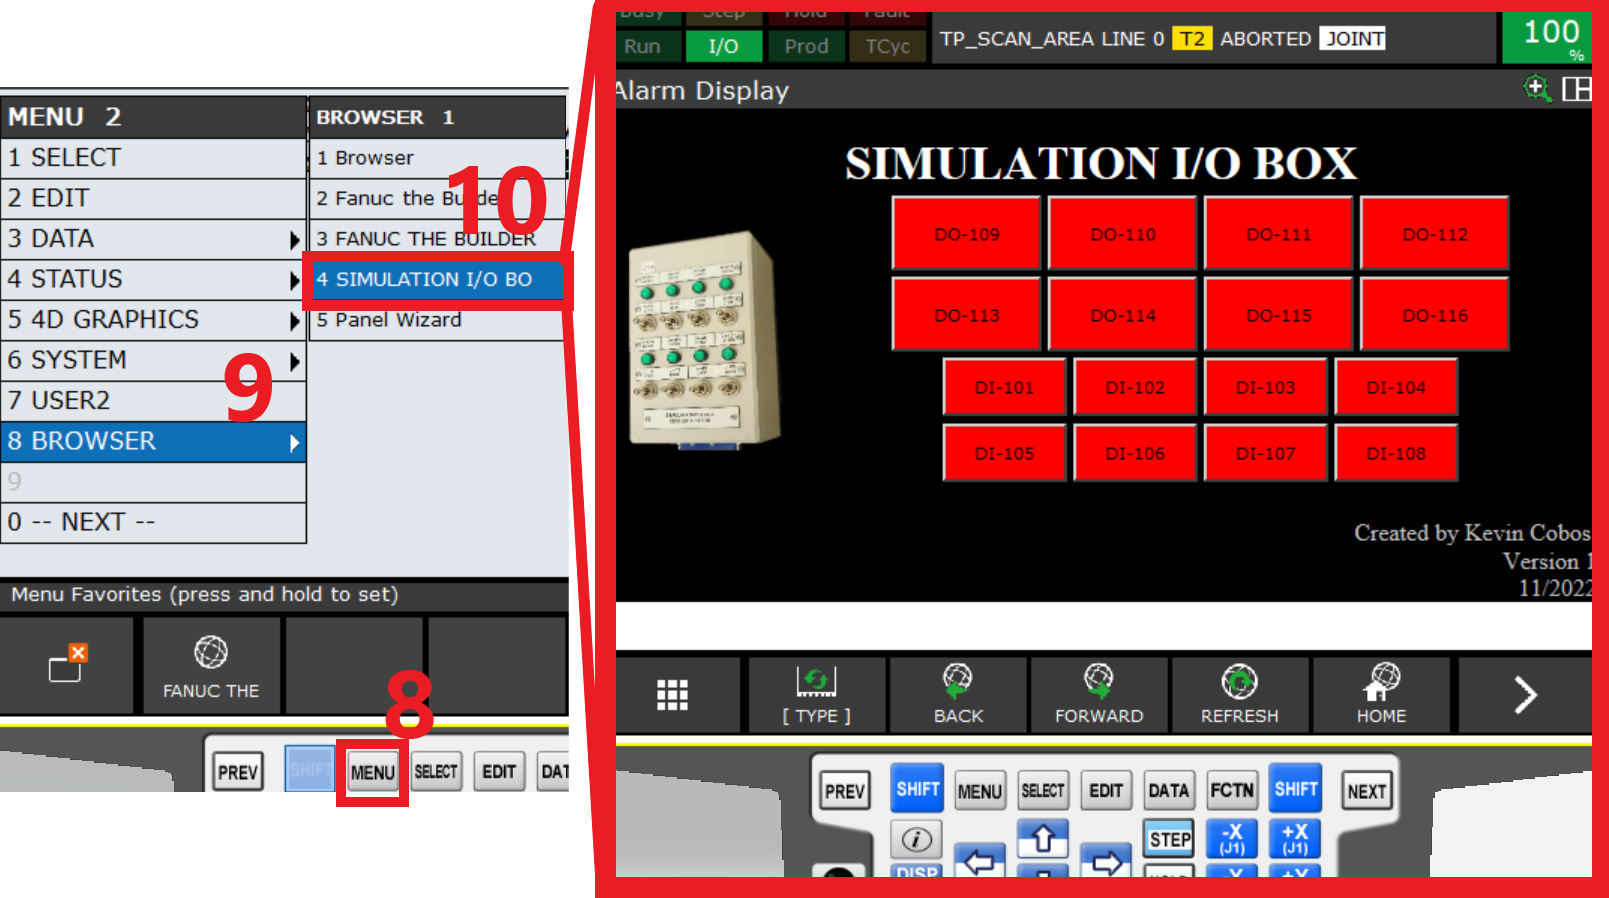 MENU 2
1 SELECT
2 EDIT
3 DATA
4 STATUS
5 4D GRAPHICS
6 SYSTEM
7 USER2
8 BROWSER
9
0 -- NEXT --
BROWSER 1
1 Browser
2 Fanuc the Builde
3 FANUC THE BUILDER
4 SIMULATION I/O BO
5 Panel Wizard
10
9
Menu Favorites (press and hold to set)
FANUC THE
8
PREV
SHIFT
MENU
SELECT
EDIT
DAT
Busy Step Hold Fault
Run I/O Prod TCyc
TP_SCAN_AREA LINE 0 T2 ABORTED JOINT
100
%
Alarm Display
SIMULATION I/O BOX
DO-109 DO-110 DO-111 DO-112
DO-113 DO-114 DO-115 DO-116
DI-101 DI-102 DI-103 DI-104
DI-105 DI-106 DI-107 DI-108
Created by Kevin Cobos
Version 1
11/2022
[ TYPE ] BACK FORWARD REFRESH HOME
PREV SHIFT MENU SELECT EDIT DATA FCTN SHIFT NEXT
i STEP -X (J1) +X (J1)
DISP HOLD -Y +Y